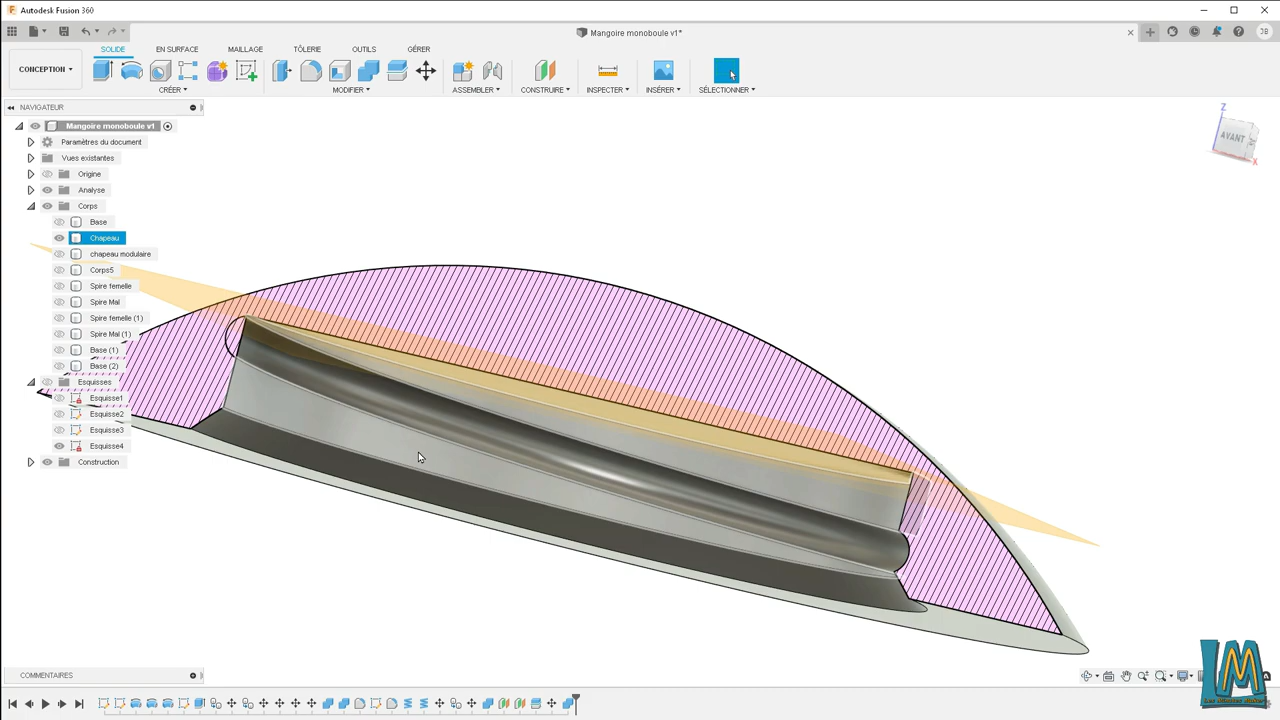 Autodesk Fusion 360
Mangoire monoboule v1*
CONCEPTION
SOLIDE EN SURFACE MAILLAGE TÔLERIE OUTILS GÉRER
CRÉER MODIFIER ASSEMBLER CONSTRUIRE INSPECTER INSÉRER SÉLECTIONNER
NAVIGATEUR
Mangoire monoboule v1
Paramètres du document
Vues existantes
Origine
Analyse
Corps
Base
Chapeau
chapeau modulaire
Corps5
Spire femelle
Spire Mal
Spire femelle (1)
Spire Mal (1)
Base (1)
Base (2)
Esquisses
Esquisse1
Esquisse2
Esquisse3
Esquisse4
Construction
Z
AVANT
X
COMMENTAIRES
LM